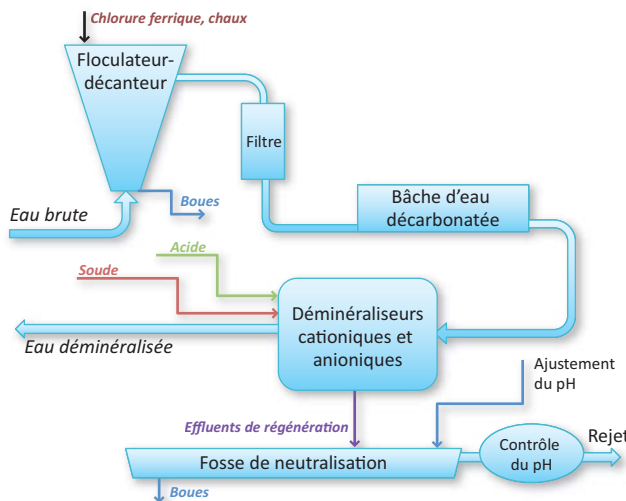 Chlorure ferrique, chaux
Floculateur-
décanteur
Filtre
Boues
Eau brute
Bâche d'eau
décarbonatée
Acide
Soude
Déminéraliseurs
cationiques et
anioniques
Eau déminéralisée
Ajustement
du pH
Effluents de régénération
Fosse de neutralisation
Contrôle
du pH
Rejet
Boues